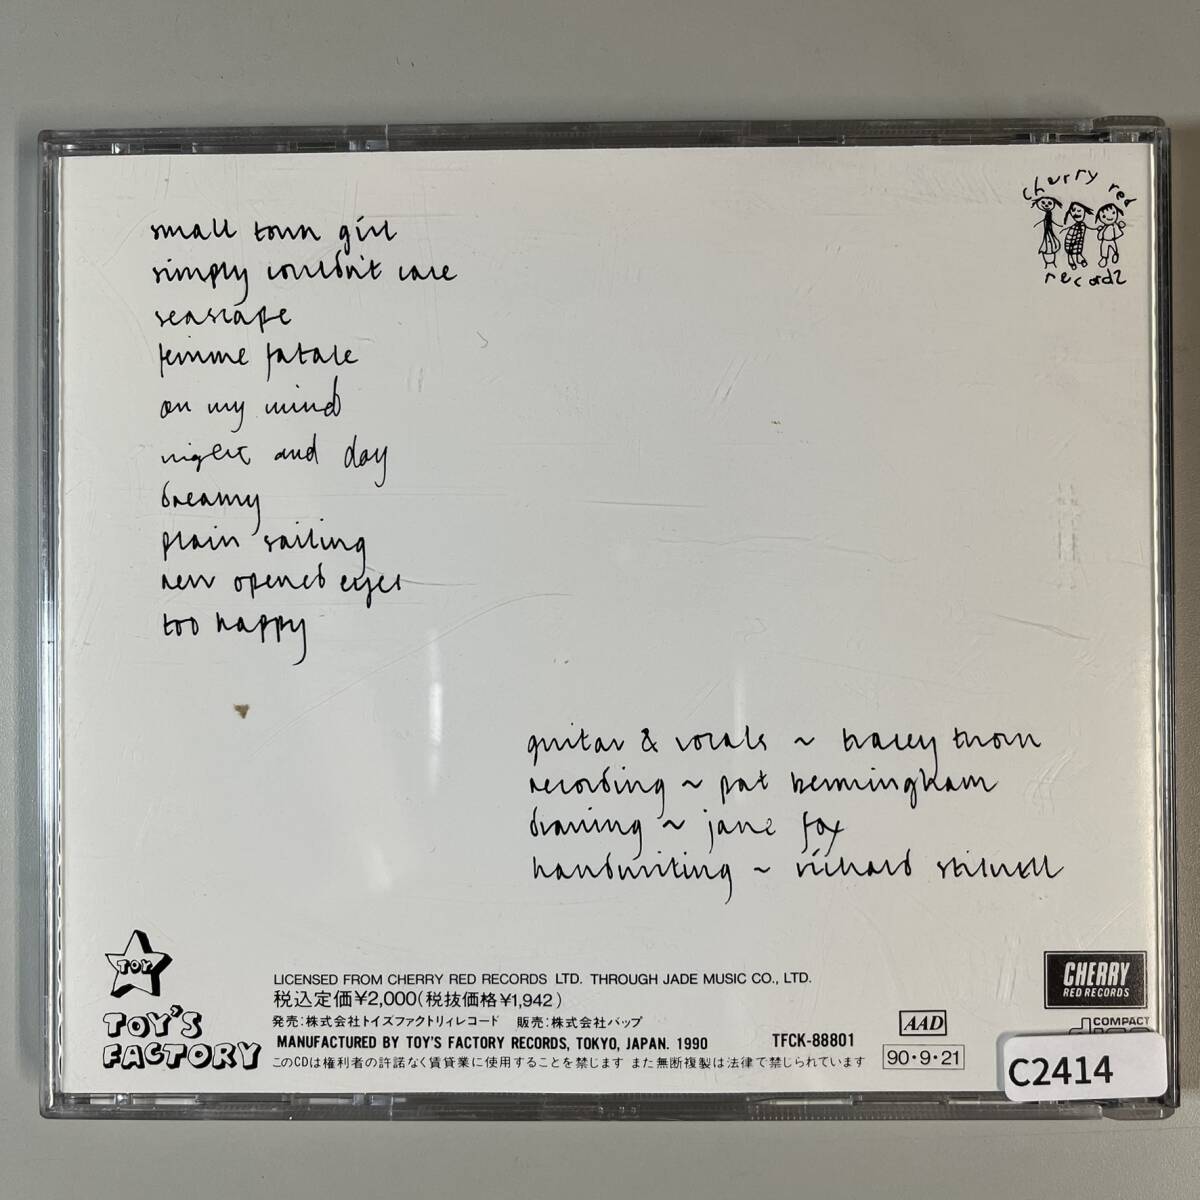 cherry red
records
small town girl
simply couldn't care
seascape
femme fatale
on my mind
night and day
dreamy
plain sailing
new opened eyes
too happy
guitar & vocals ~ tracey thorn
recording ~ pat bermingham
drawing ~ jane fox
handwriting ~ richard stilwell
TOY
TOY'S
FACTORY
LICENSED FROM CHERRY RED RECORDS LTD. THROUGH JADE MUSIC CO., LTD.
税込定価¥2,000(税抜価格¥1,942)
発売:株式会社トイズファクトリィレコード 販売:株式会社バップ
MANUFACTURED BY TOY'S FACTORY RECORDS, TOKYO, JAPAN. 1990 TFCK-88801
このCDは権利者の許諾なく賃貸業に使用することを禁じます また無断複製は法律で禁じられています
AAD
90・9・21
CHERRY
RED RECORDS
COMPACT
C2414